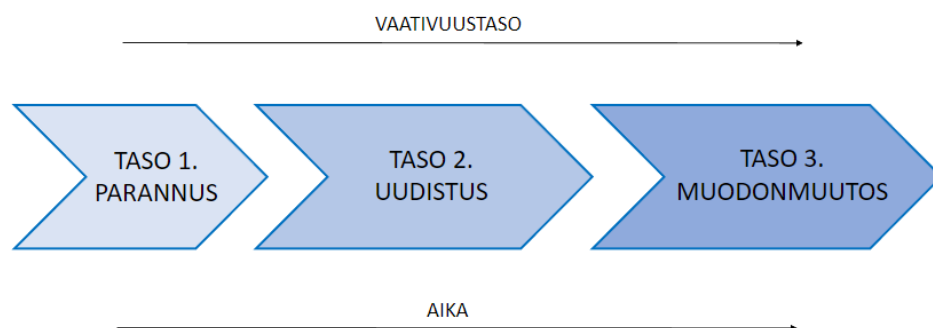 VAATIVUUSTASO
TASO 1.
PARANNUS
TASO 2.
UUDISTUS
TASO 3.
MUODONMUUTOS
AIKA